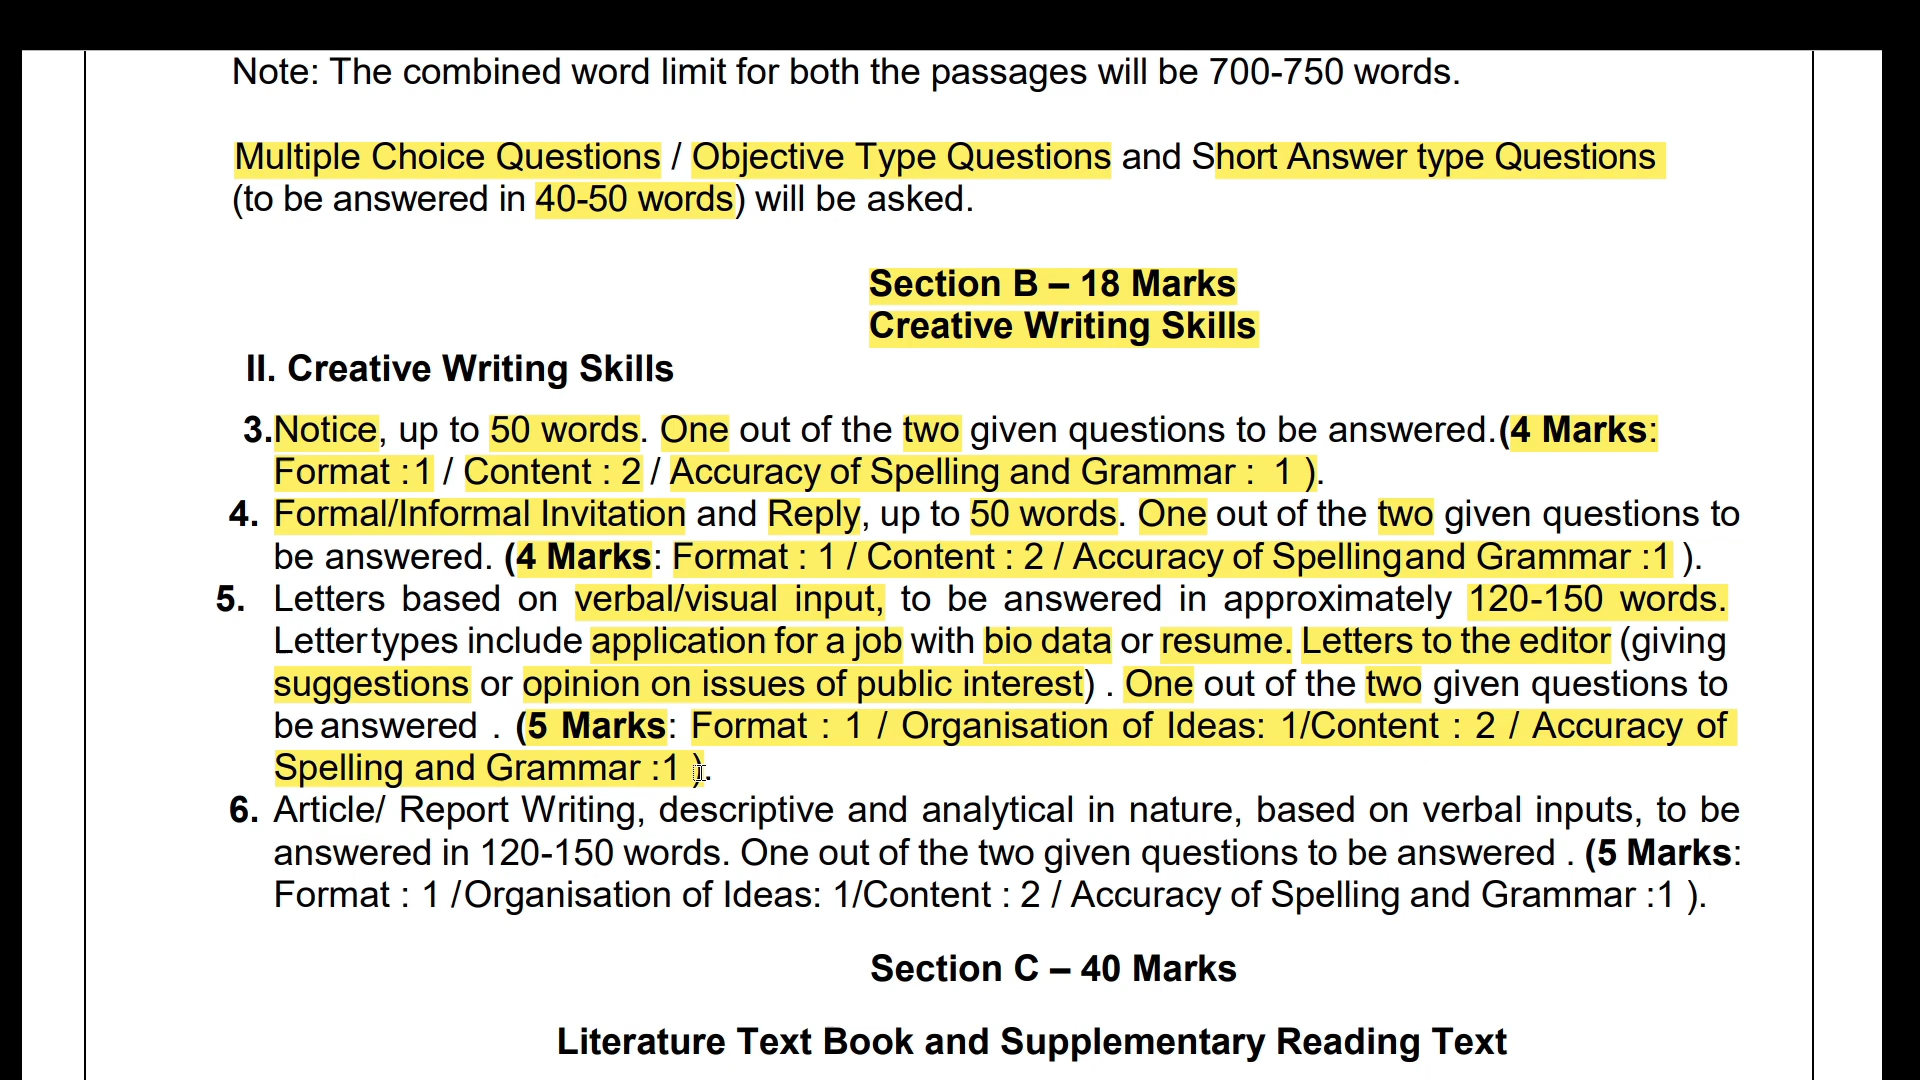 Note: The combined word limit for both the passages will be 700-750 words.
Multiple Choice Questions / Objective Type Questions and Short Answer type Questions
(to be answered in 40-50 words) will be asked.
Section B – 18 Marks
Creative Writing Skills
II. Creative Writing Skills
3.Notice, up to 50 words. One out of the two given questions to be answered.(4 Marks:
Format :1 / Content : 2 / Accuracy of Spelling and Grammar : 1 ).
4. Formal/Informal Invitation and Reply, up to 50 words. One out of the two given questions to
be answered. (4 Marks: Format : 1 / Content : 2 / Accuracy of Spellingand Grammar :1 ).
5. Letters based on verbal/visual input, to be answered in approximately 120-150 words.
Lettertypes include application for a job with bio data or resume. Letters to the editor (giving
suggestions or opinion on issues of public interest) . One out of the two given questions to
be answered . (5 Marks: Format : 1 / Organisation of Ideas: 1/Content : 2 / Accuracy of
Spelling and Grammar :1 ).
6. Article/ Report Writing, descriptive and analytical in nature, based on verbal inputs, to be
answered in 120-150 words. One out of the two given questions to be answered . (5 Marks:
Format : 1 /Organisation of Ideas: 1/Content : 2 / Accuracy of Spelling and Grammar :1 ).
Section C – 40 Marks
Literature Text Book and Supplementary Reading Text